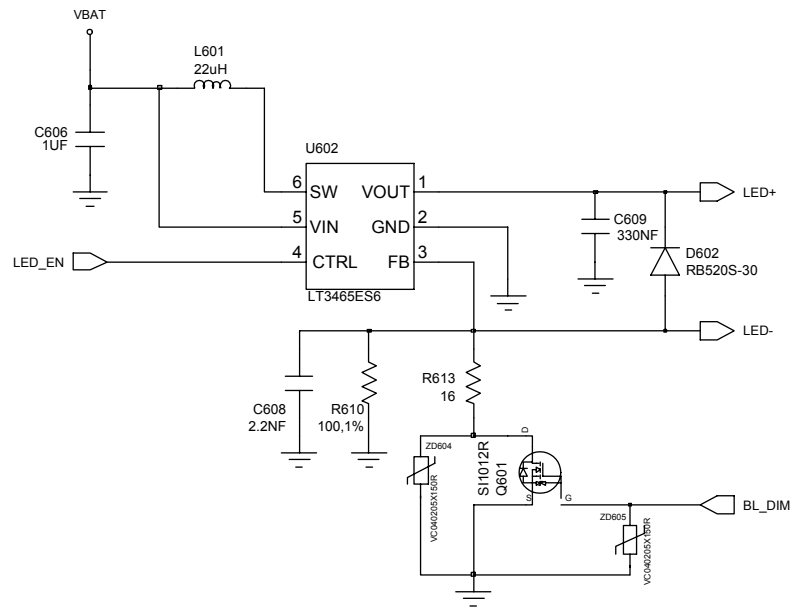 VBAT
L601
22uH
C606
1UF
U602
6 SW VOUT 1
5 VIN GND 2
4 CTRL FB 3
LT3465ES6
LED_EN
LED+
C609
330NF
D602
RB520S-30
LED-
C608
2.2NF
R610
100,1%
R613
16
ZD604
VC040205X150R
SI1012R
Q601
D
S
G
BL_DIM
ZD605
VC040205X150R